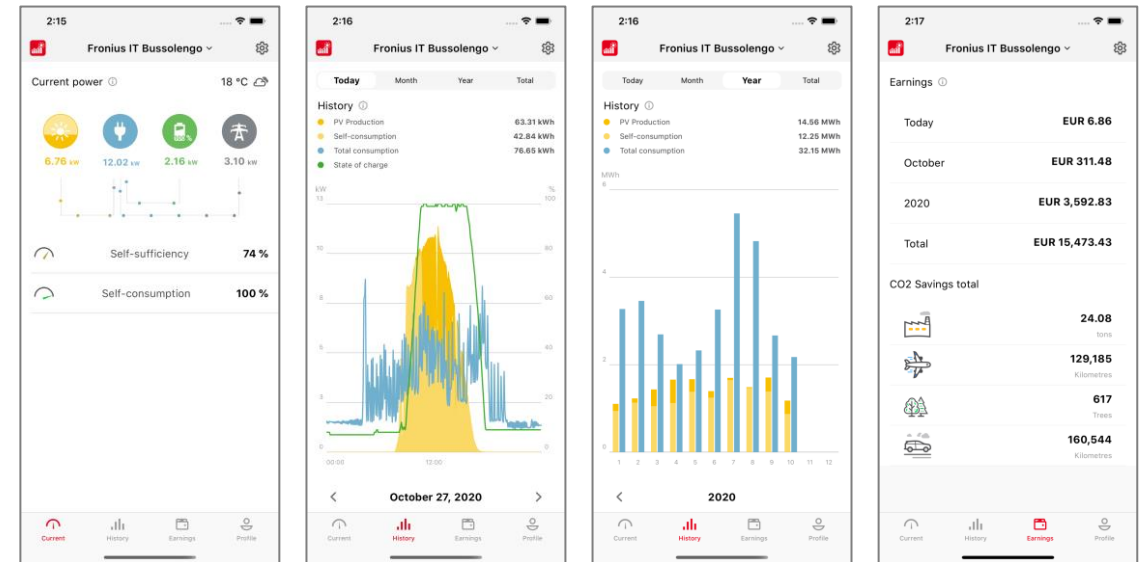 2:15
Fronius IT Bussolengo
Current power
18 °C
6.76 kW
12.02 kW
2.16 kW
3.10 kW
Self-sufficiency 74 %
Self-consumption 100 %
Current History Earnings Profile
2:16
Fronius IT Bussolengo
Today Month Year Total
History
PV Production 63.31 kWh
Self-consumption 42.84 kWh
Total consumption 76.65 kWh
State of charge
kW %
13 100
10 80
8 60
5 40
3 20
0 0
00:00 12:00
October 27, 2020
Current History Earnings Profile
2:16
Fronius IT Bussolengo
Today Month Year Total
History
PV Production 14.56 MWh
Self-consumption 12.25 MWh
Total consumption 32.15 MWh
MWh
6
4
2
0
1 2 3 4 5 6 7 8 9 10 11 12
2020
Current History Earnings Profile
2:17
Fronius IT Bussolengo
Earnings
Today EUR 6.86
October EUR 311.48
2020 EUR 3,592.83
Total EUR 15,473.43
CO2 Savings total
24.08
tons
129,185
Kilometres
617
Trees
160,544
Kilometres
Current History Earnings Profile